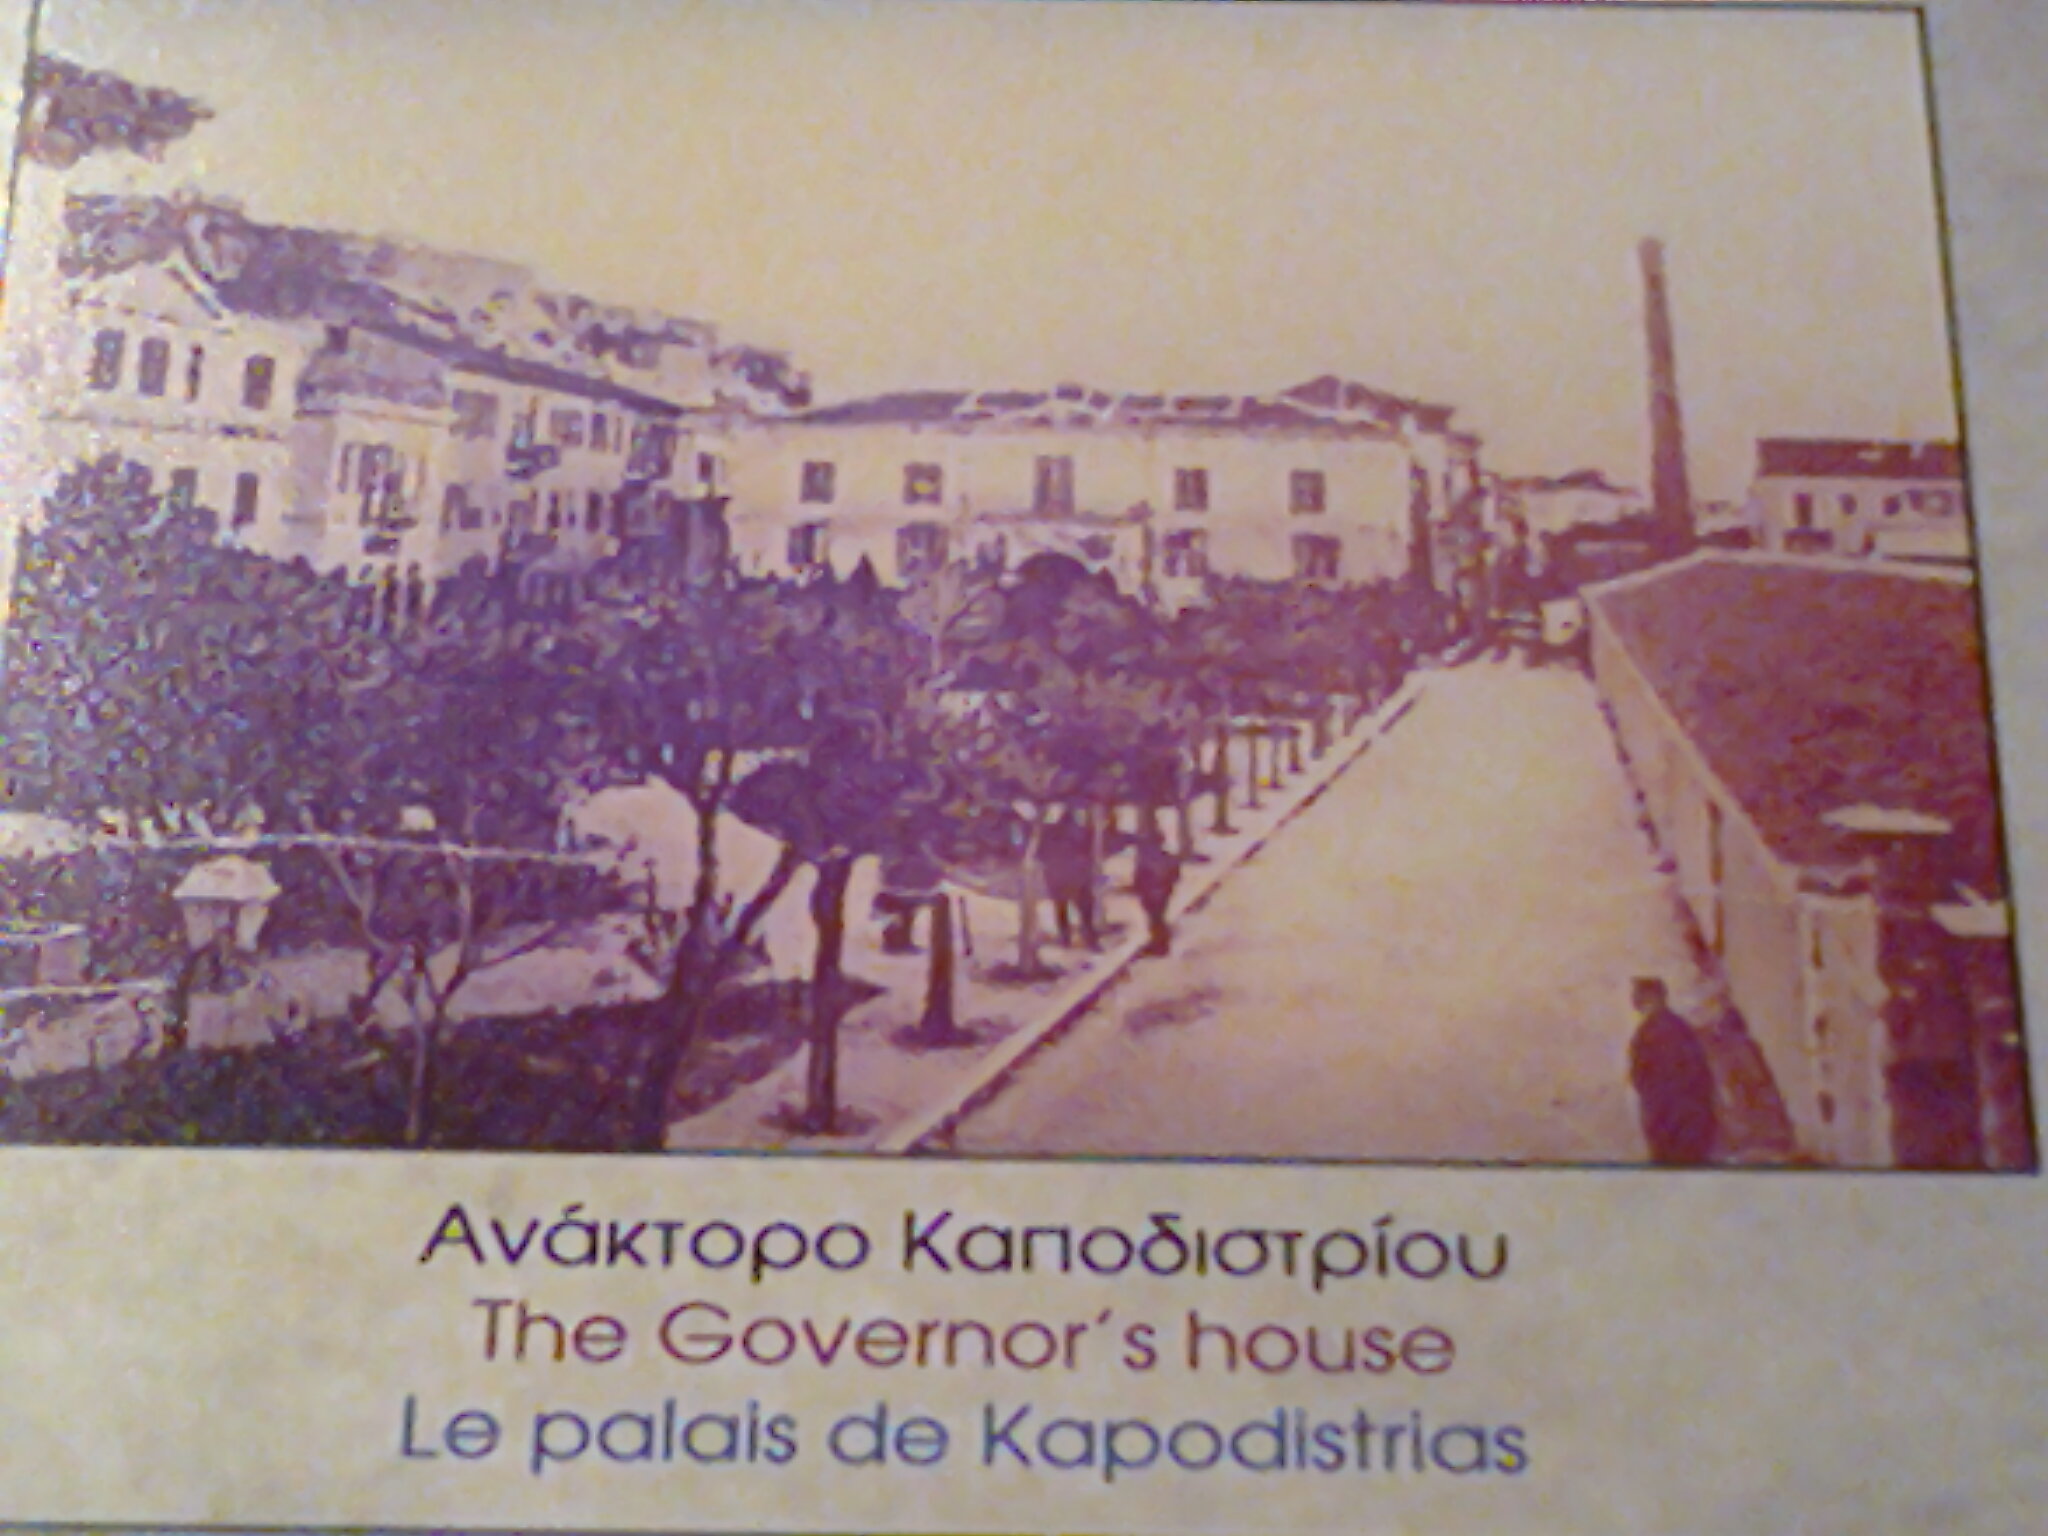 Ανάκτορο Καποδιστρίου
The Governor´s house
Le palais de Kapodistrias